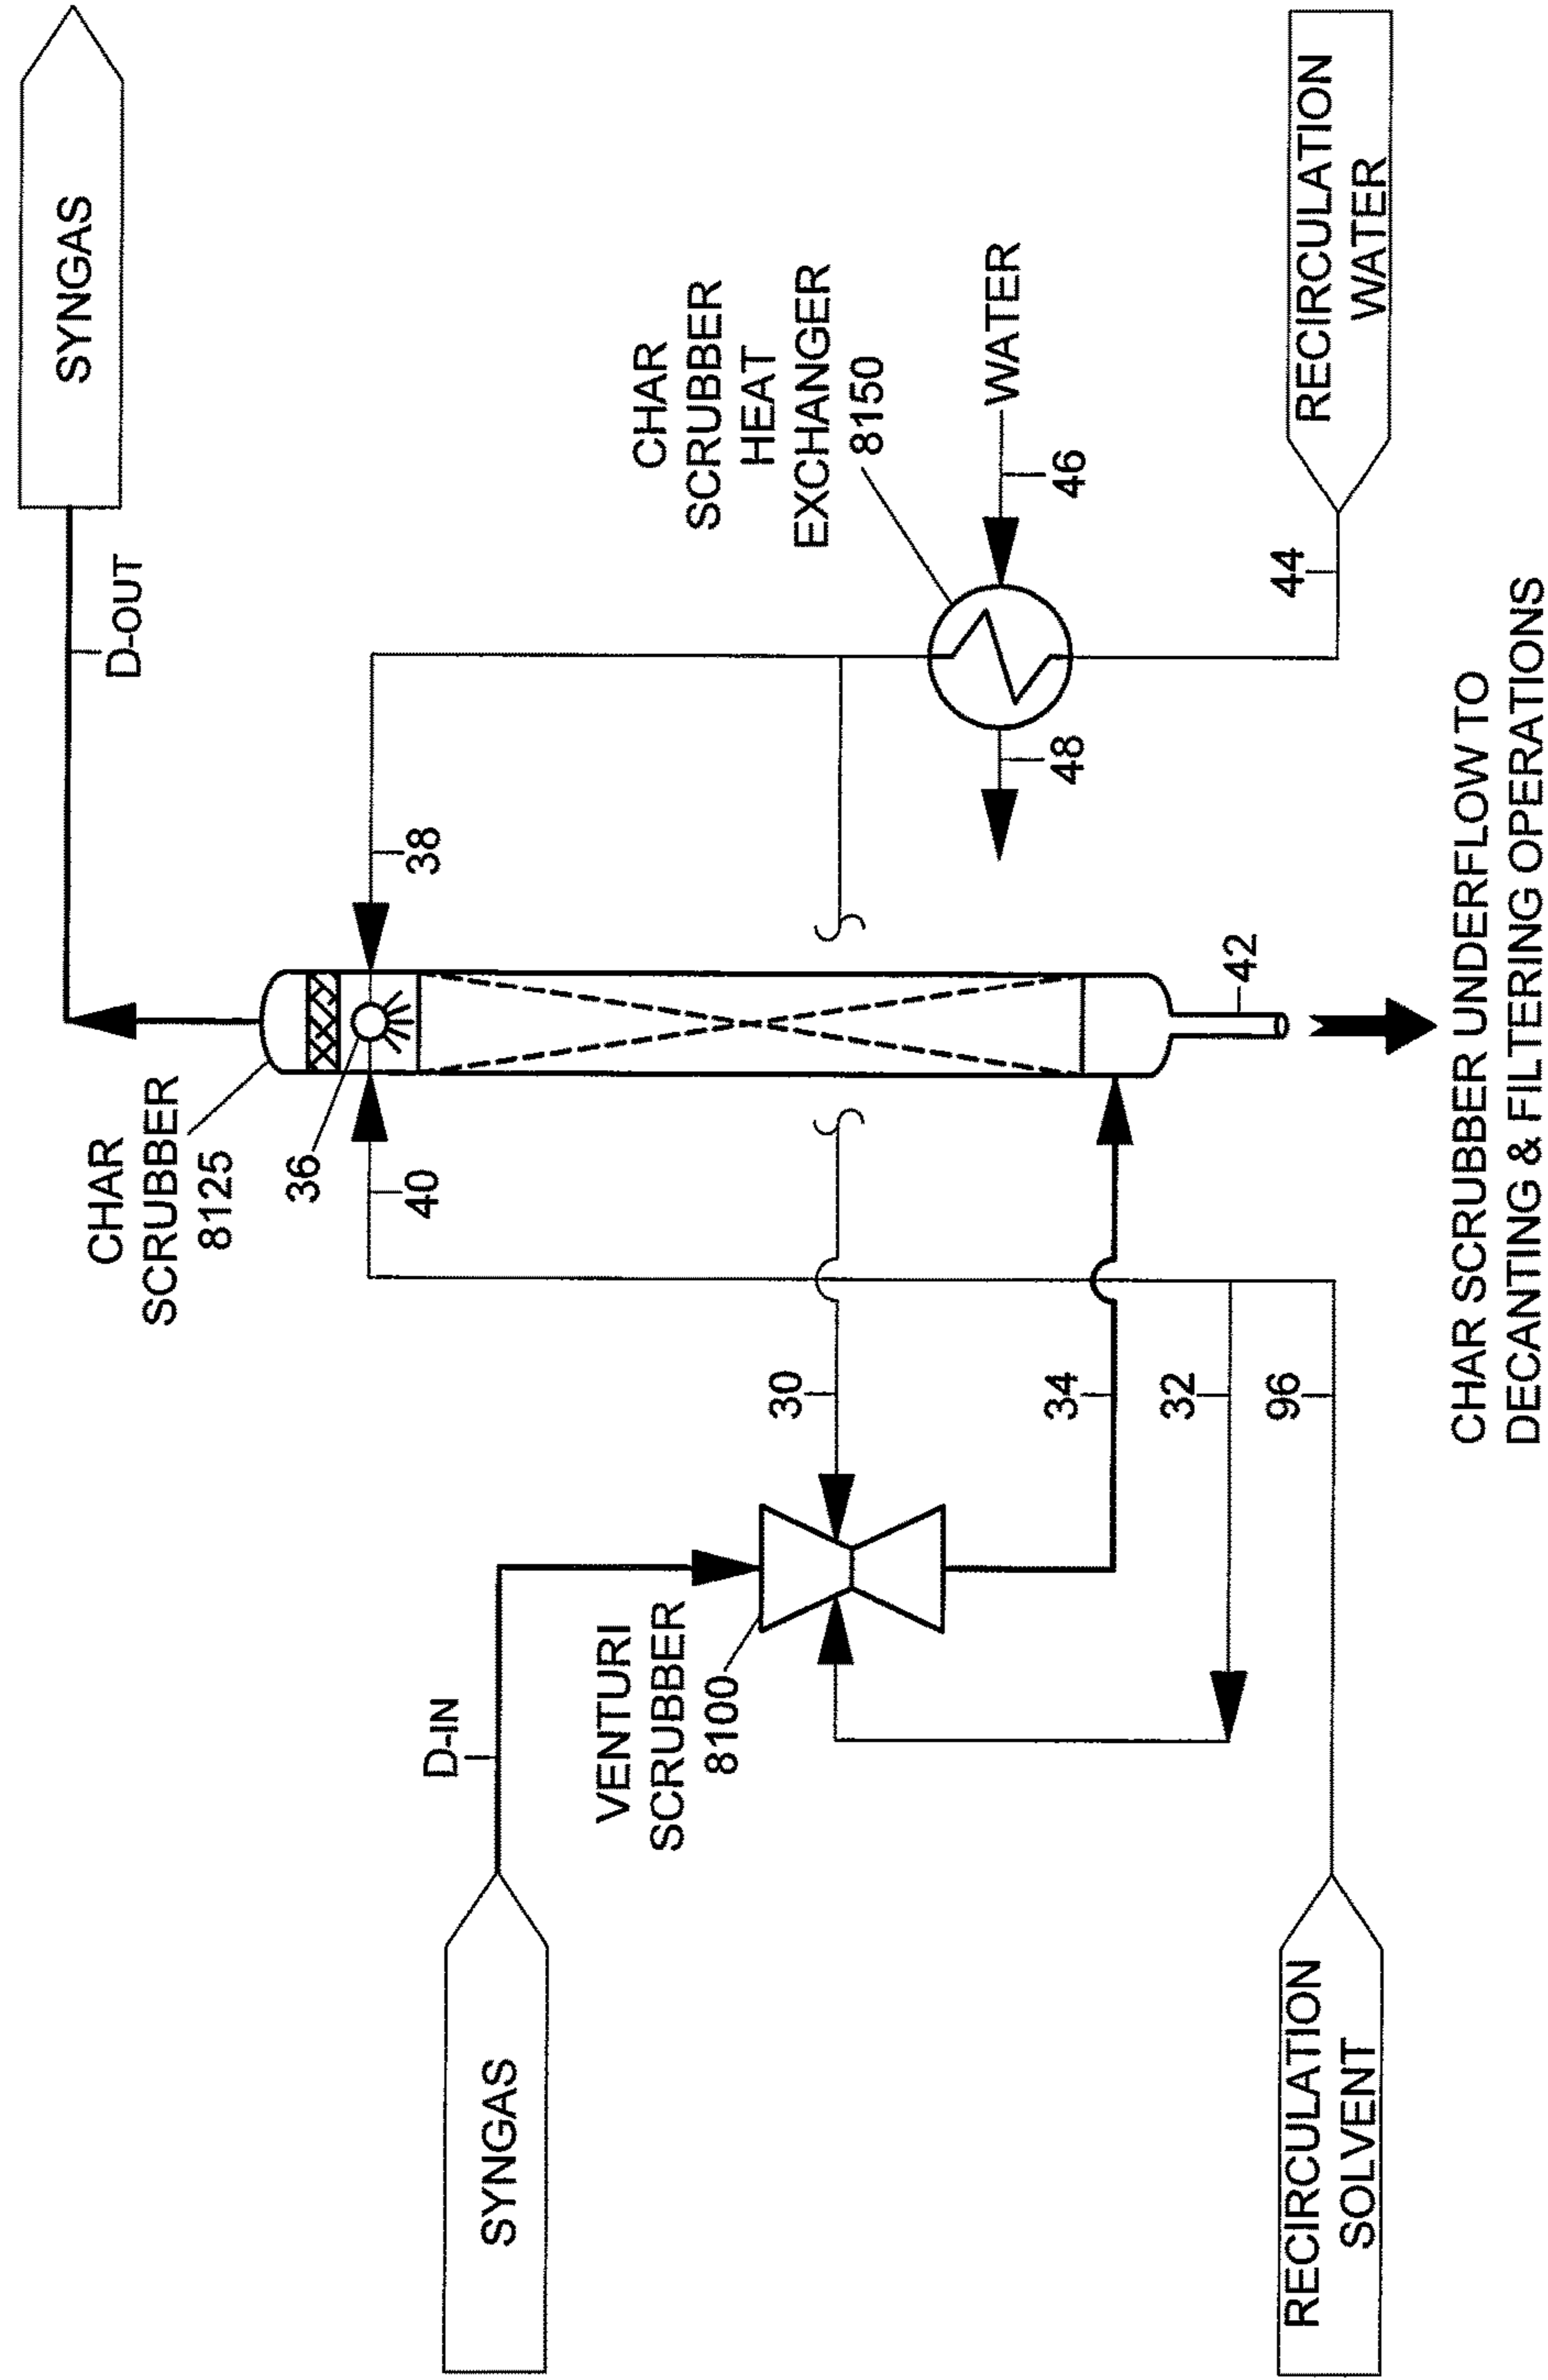 SYNGAS
D-OUT
CHAR
SCRUBBER
8125
36
40
38
CHAR
SCRUBBER
HEAT
EXCHANGER
8150
WATER
46
48
SYNGAS
D-IN
VENTURI
SCRUBBER
8100
30
34
32
96
42
44
RECIRCULATION
SOLVENT
RECIRCULATION
WATER
CHAR SCRUBBER UNDERFLOW TO
DECANTING & FILTERING OPERATIONS